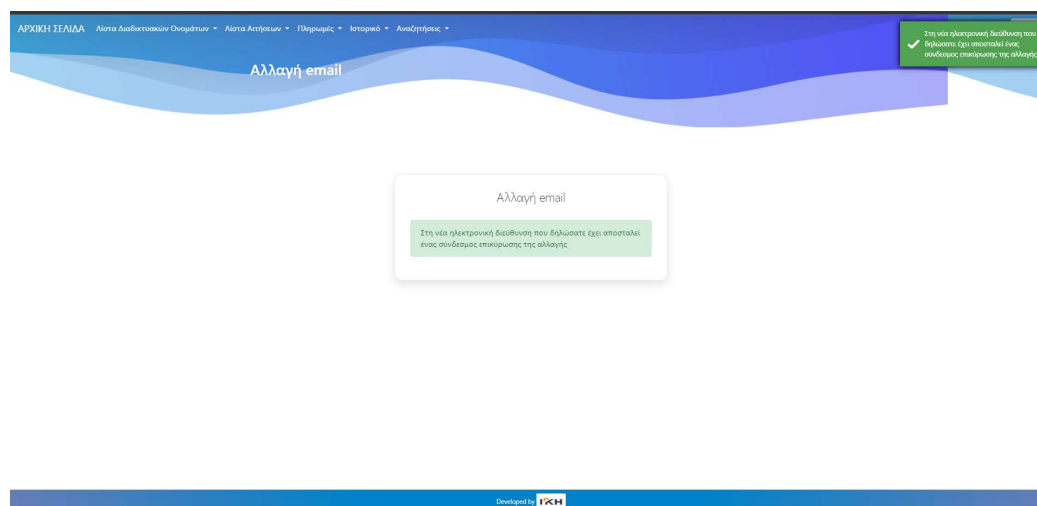 ΑΡΧΙΚΗ ΣΕΛΙΔΑ Λίστα Διαδικτυακών Ονομάτων Λίστα Αιτήσεων Πληρωμές Ιστορικό Αναζητήσεις
Στη νέα ηλεκτρονική διεύθυνση που
δηλώσατε έχει αποσταλεί ένας
σύνδεσμος επικύρωσης της αλλαγής
Αλλαγή email
Αλλαγή email
Στη νέα ηλεκτρονική διεύθυνση που δηλώσατε έχει αποσταλεί
ένας σύνδεσμος επικύρωσης της αλλαγής
Developed by